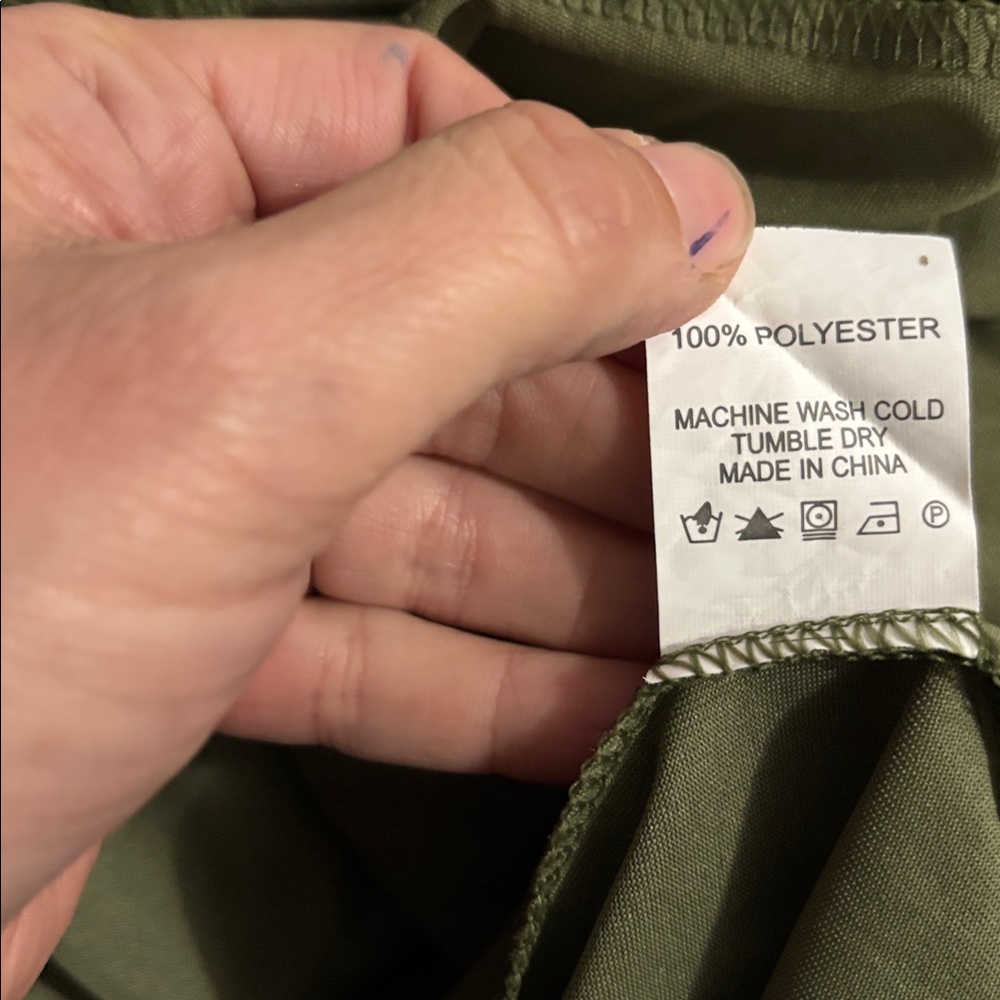 100% POLYESTER
MACHINE WASH COLD
TUMBLE DRY
MADE IN CHINA
P